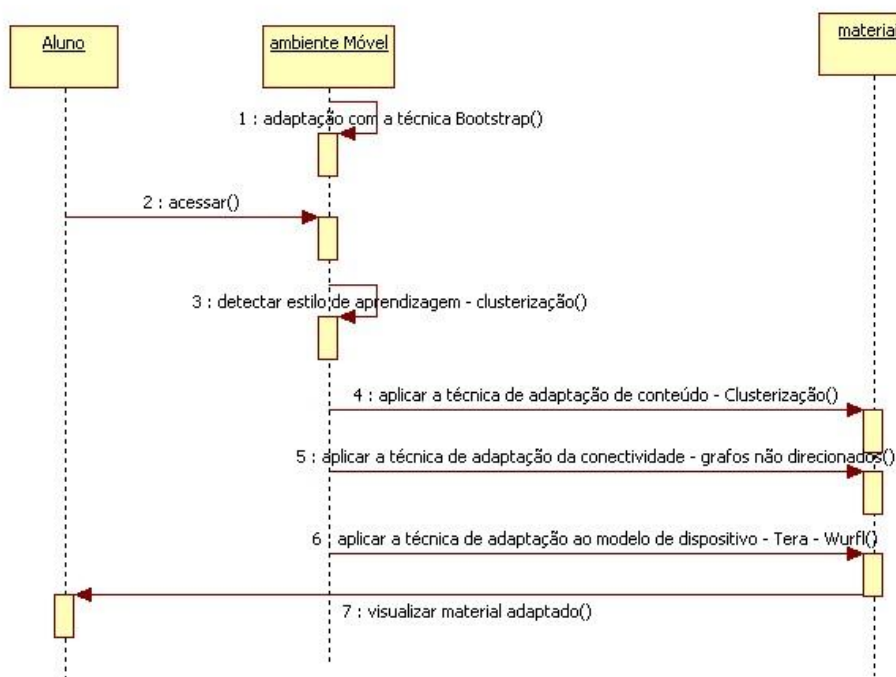 Aluno
ambiente Móvel
material
1 : adaptação com a técnica Bootstrap()
2 : acessar()
3 : detectar estilo de aprendizagem - clusterização()
4 : aplicar a técnica de adaptação de conteúdo - Clusterização()
5 : aplicar a técnica de adaptação da conectividade - grafos não direcionados()
6 : aplicar a técnica de adaptação ao modelo de dispositivo - Tera - Wurfl()
7 : visualizar material adaptado()